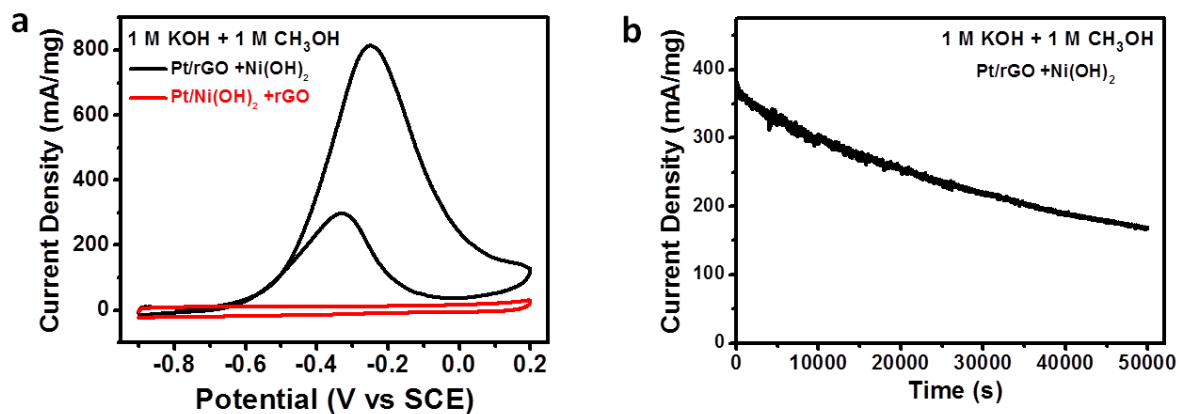 a
1 M KOH + 1 M CH₃OH
Pt/rGO +Ni(OH)₂
Pt/Ni(OH)₂ +rGO
Current Density (mA/mg)
800
600
400
200
0
-0.8 -0.6 -0.4 -0.2 0.0 0.2
Potential (V vs SCE)
b
1 M KOH + 1 M CH₃OH
Pt/rGO +Ni(OH)₂
Current Density (mA/mg)
400
300
200
100
0
0 10000 20000 30000 40000 50000
Time (s)